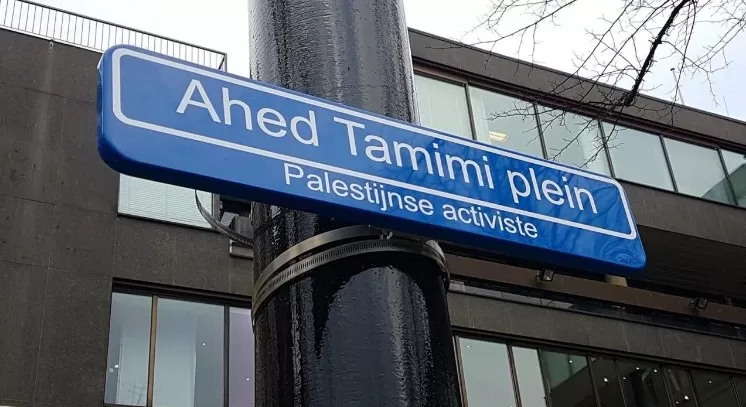 Ahed Tamimi plein
Palestijnse activiste